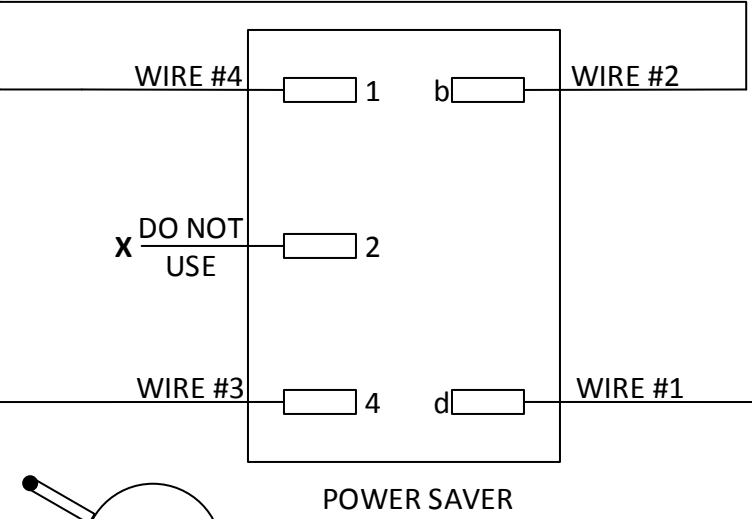 WIRE #4
1
b
WIRE #2
X
DO NOT
USE
2
WIRE #3
4
d
WIRE #1
POWER SAVER